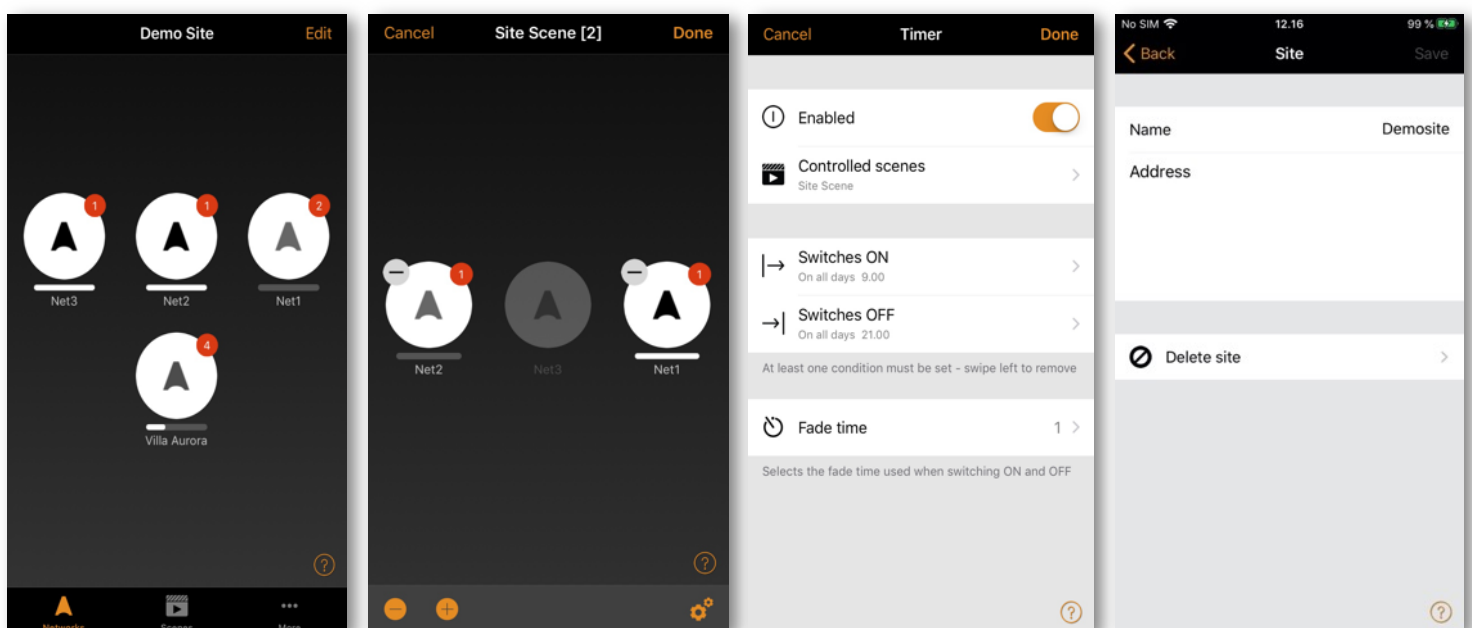 Demo Site
Edit
1
1
2
Net3
Net2
Net1
4
Villa Aurora
?
Networks
Scenes
More
Cancel
Site Scene [2]
Done
1
1
Net2
Net3
Net1
?
Cancel
Timer
Done
Enabled
Controlled scenes
Site Scene
Switches ON
On all days 9.00
Switches OFF
On all days 21.00
At least one condition must be set - swipe left to remove
Fade time
1
Selects the fade time used when switching ON and OFF
?
No SIM
12.16
99 %
Back
Site
Save
Name
Demosite
Address
Delete site
?